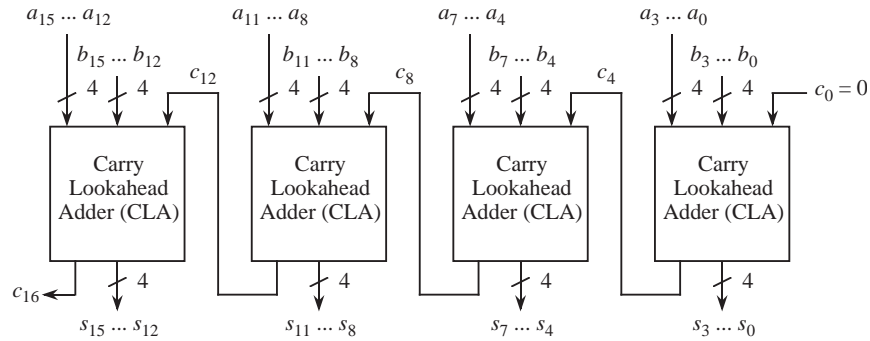 a₁₅ ... a₁₂ a₁₁ ... a₈ a₇ ... a₄ a₃ ... a₀
b₁₅ ... b₁₂ b₁₁ ... b₈ b₇ ... b₄ b₃ ... b₀
c₁₂ c₈ c₄
4 4 4 4 4 4 4 4 c₀ = 0
Carry Carry Carry Carry
Lookahead Lookahead Lookahead Lookahead
Adder (CLA) Adder (CLA) Adder (CLA) Adder (CLA)
4 4 4 4
c₁₆
s₁₅ ... s₁₂ s₁₁ ... s₈ s₇ ... s₄ s₃ ... s₀